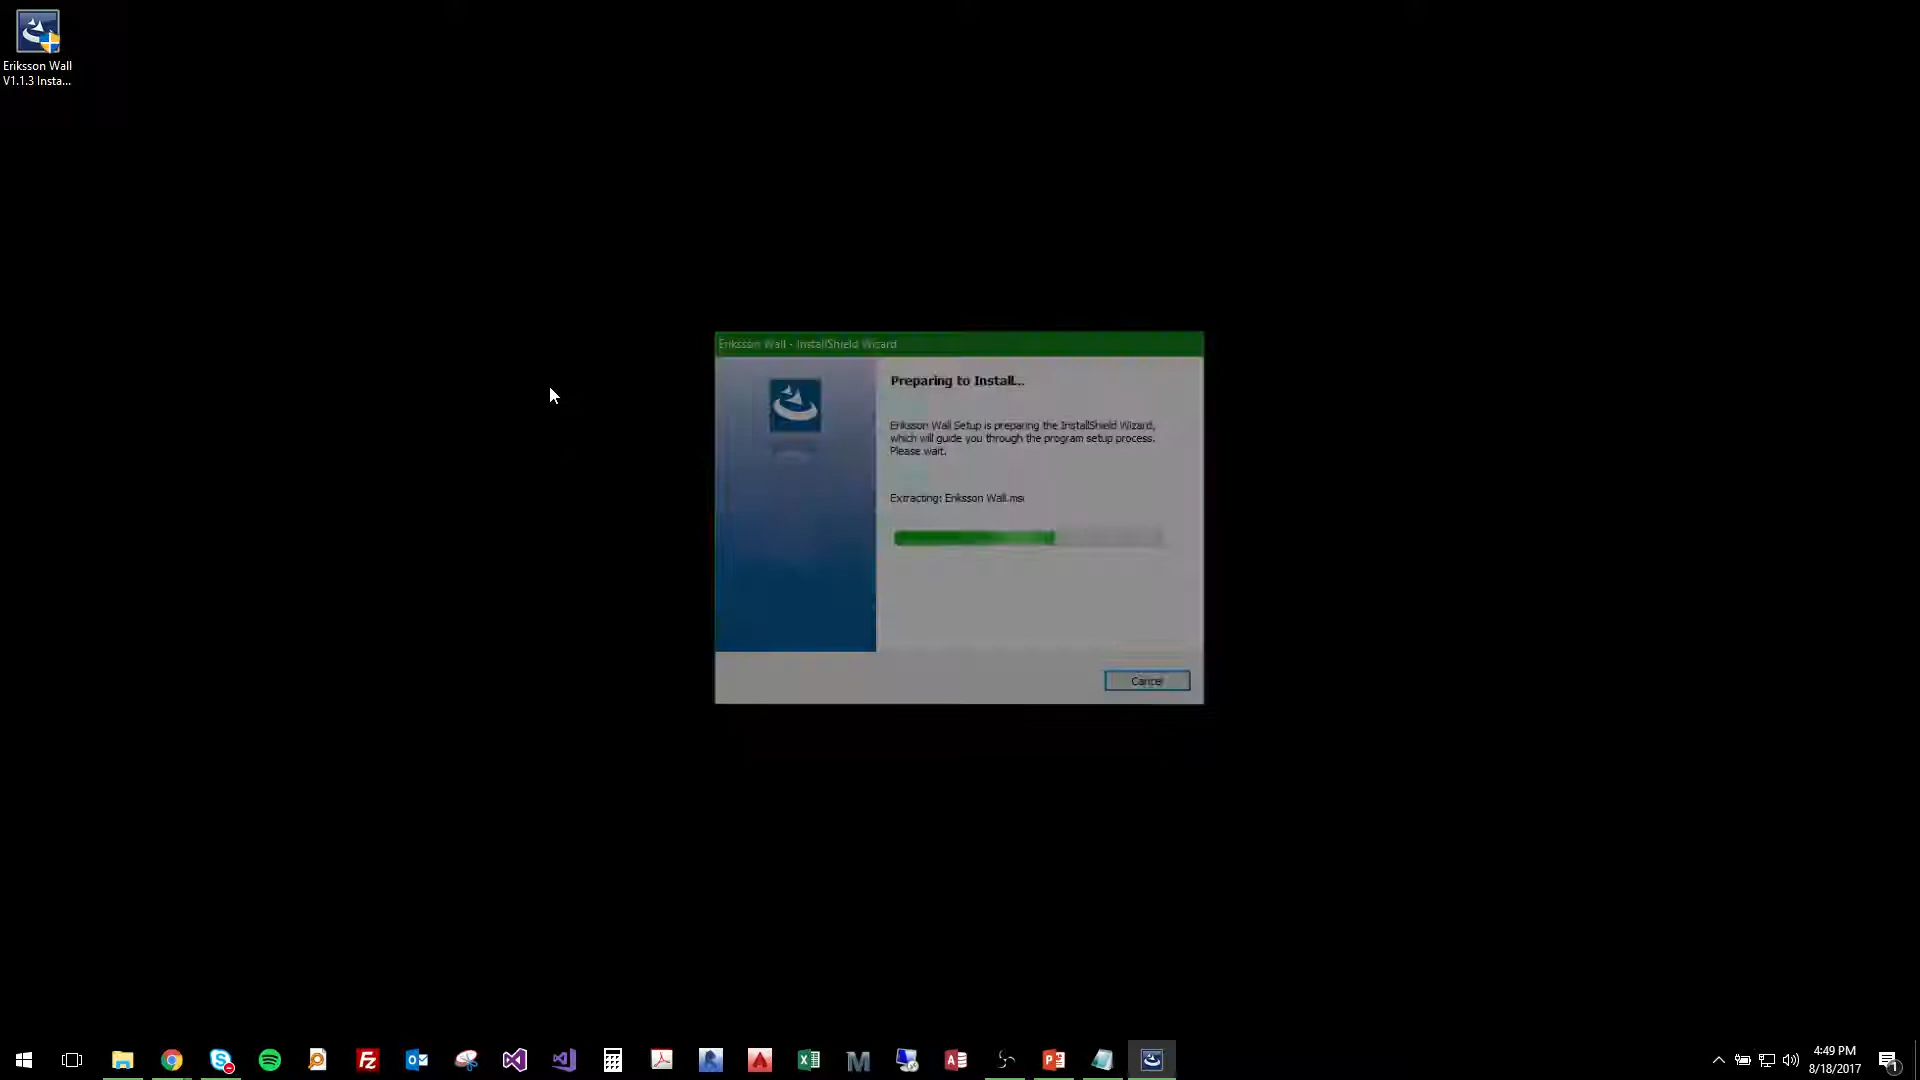 Eriksson Wall
V1.1.3 Insta...
Eriksson Wall - InstallShield Wizard
Preparing to Install...
Eriksson Wall Setup is preparing the InstallShield Wizard,
which will guide you through the program setup process.
Please wait.
Extracting: Eriksson Wall.msi
Cancel
4:49 PM
8/18/2017
1